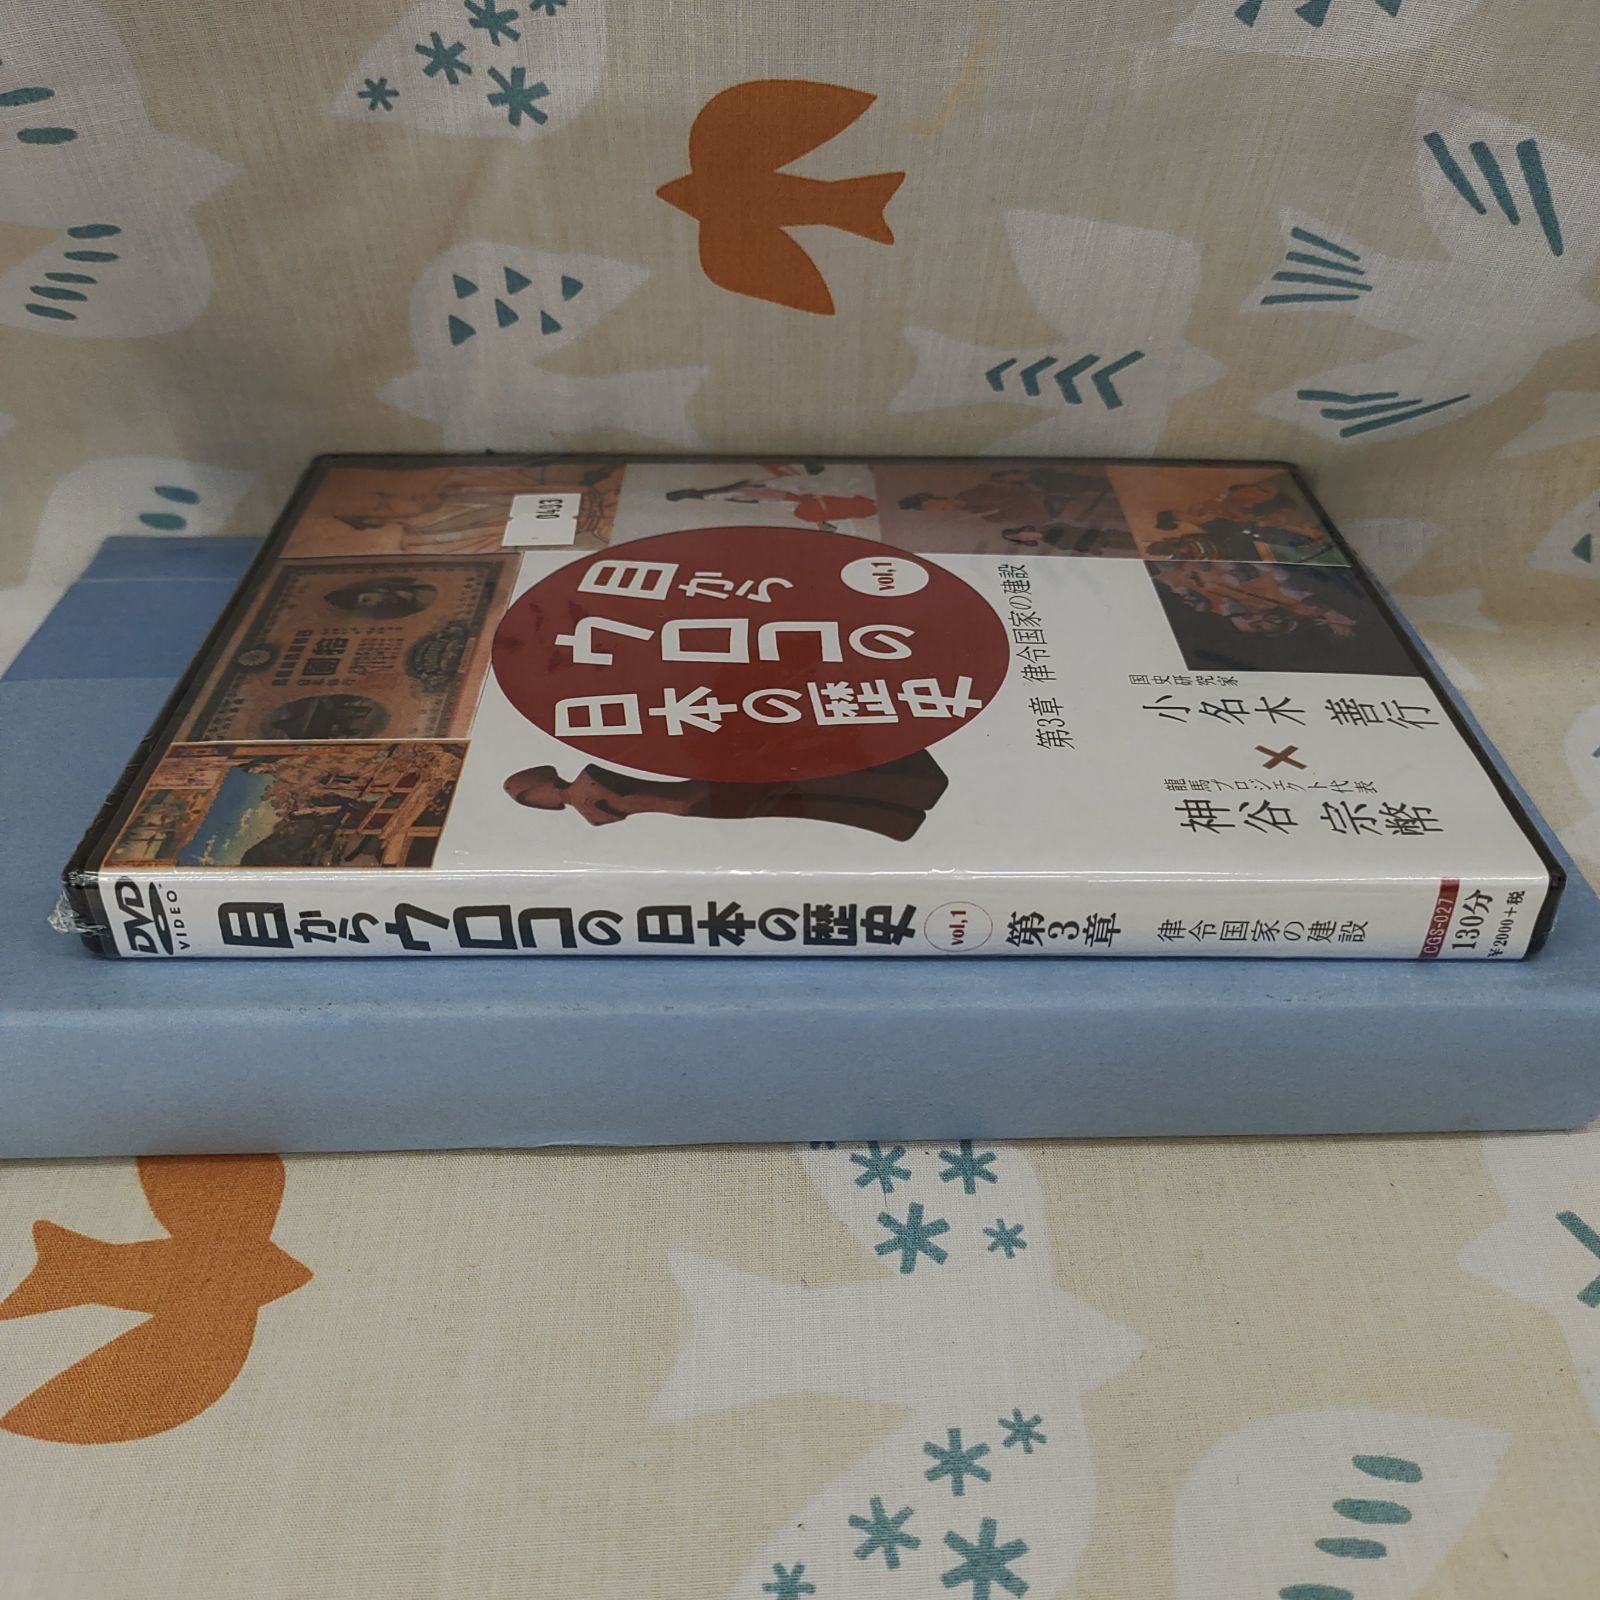 0493
目から
ウロコの
日本の歴史
vol,1
第3章 律令国家の建設
国史研究家
小名木 善行
×
龍馬プロジェクト代表
神谷 宗幣
DVD
VIDEO
目からウロコの日本の歴史 vol,1 第3章 律令国家の建設
CGS-027
130分
¥2000+税